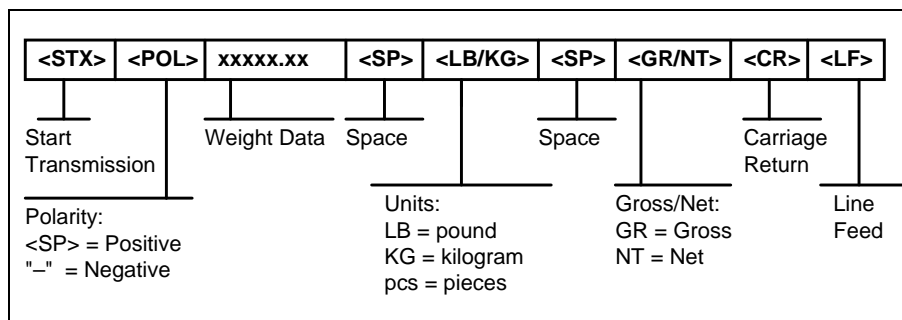 <STX> <POL> xxxxx.xx <SP> <LB/KG> <SP> <GR/NT> <CR> <LF>
Start
Transmission
Weight Data
Space
Space
Carriage
Return
Polarity:
<SP> = Positive
"–" = Negative
Units:
LB = pound
KG = kilogram
pcs = pieces
Gross/Net:
GR = Gross
NT = Net
Line
Feed